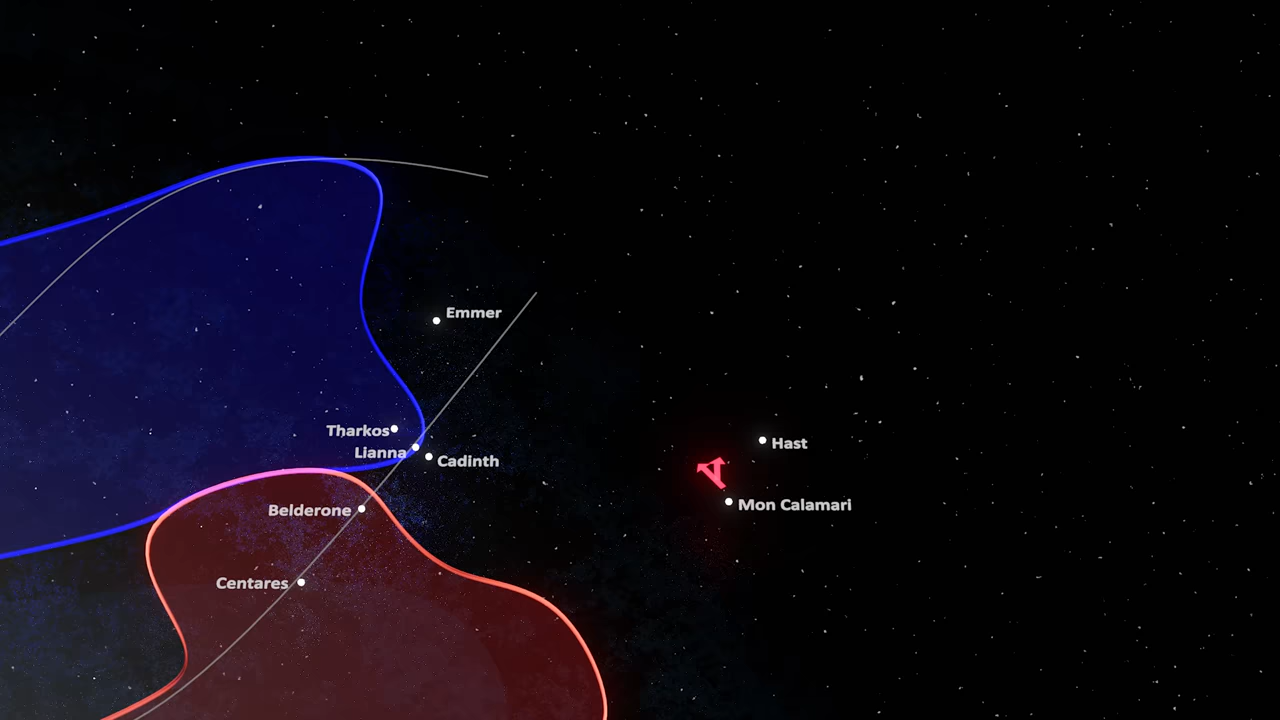 Emmer
Tharkos
Lianna
Cadinth
Hast
Belderone
Mon Calamari
Centares